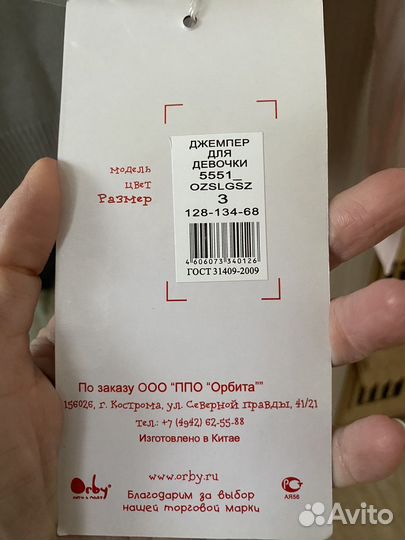 ДЖЕМПЕР
ДЛЯ
ДЕВОЧКИ
модель 5551_
цвет OZSLGSZ
Размер 3
128-134-68
4 606073 340126
ГОСТ 31409-2009
По заказу ООО "ППО "Орбита""
156026, г. Кострома, ул. Северной правды, 41/21
тел.: +7 (4942) 62-55-88
Изготовлено в Китае
www.orby.ru
Orby
Благодарим за выбор
нашей торговой марки
АЯ56
Avito